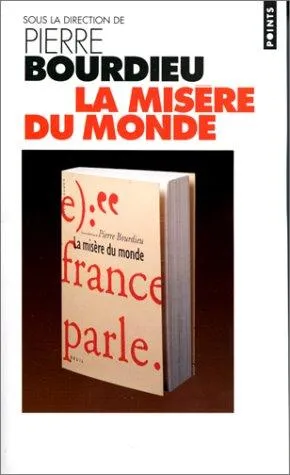 SOUS LA DIRECTION DE
PIERRE
BOURDIEU
LA MISÈRE
DU MONDE
POINTS
e):“
Pierre Bourdieu
La misère du monde
france
parle.
SEUIL